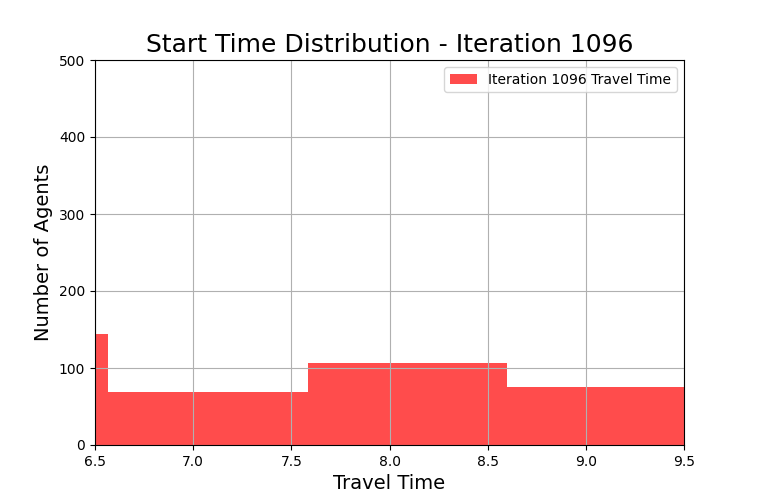 Start Time Distribution - Iteration 1096
500
400
300
200
100
0
Number of Agents
Iteration 1096 Travel Time
6.5 7.0 7.5 8.0 8.5 9.0 9.5
Travel Time